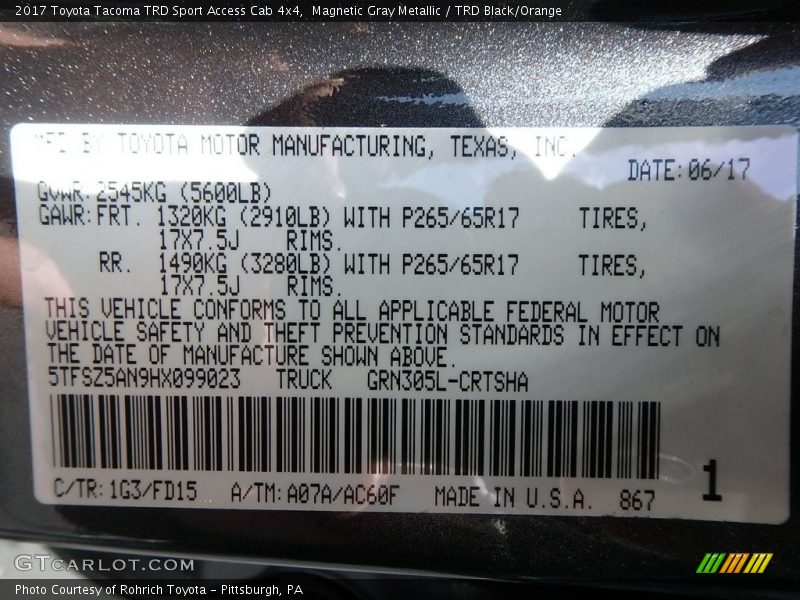 2017 Toyota Tacoma TRD Sport Access Cab 4x4, Magnetic Gray Metallic / TRD Black/Orange
MFD BY TOYOTA MOTOR MANUFACTURING, TEXAS, INC.
DATE: 06/17
GVWR 2545KG (5600LB)
GAWR: FRT. 1320KG (2910LB) WITH P265/65R17 TIRES,
17X7.5J RIMS.
RR. 1490KG (3280LB) WITH P265/65R17 TIRES,
17X7.5J RIMS.
THIS VEHICLE CONFORMS TO ALL APPLICABLE FEDERAL MOTOR
VEHICLE SAFETY AND THEFT PREVENTION STANDARDS IN EFFECT ON
THE DATE OF MANUFACTURE SHOWN ABOVE.
5TFSZ5AN9HX099023 TRUCK GRN305L-CRTSHA
C/TR: 1G3/FD15 A/TM: A07A/AC60F MADE IN U.S.A. 867
1
GTCARLOT.COM
Photo Courtesy of Rohrich Toyota - Pittsburgh, PA